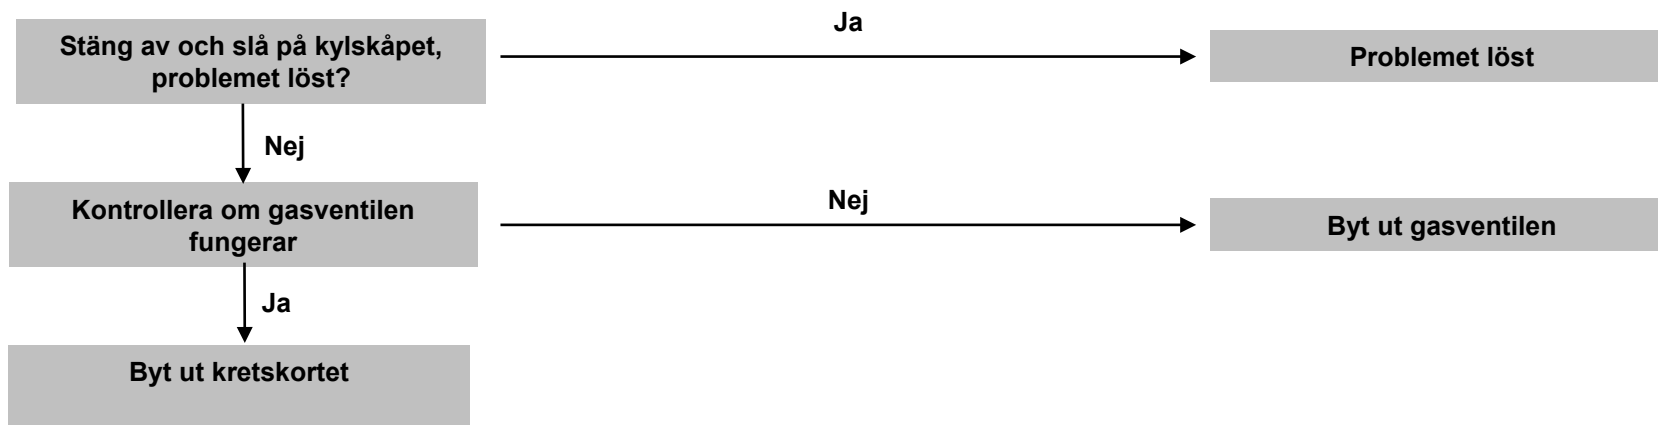 Ja
Stäng av och slå på kylskåpet,
problemet löst?
Problemet löst
Nej
Kontrollera om gasventilen
fungerar
Nej
Byt ut gasventilen
Ja
Byt ut kretskortet